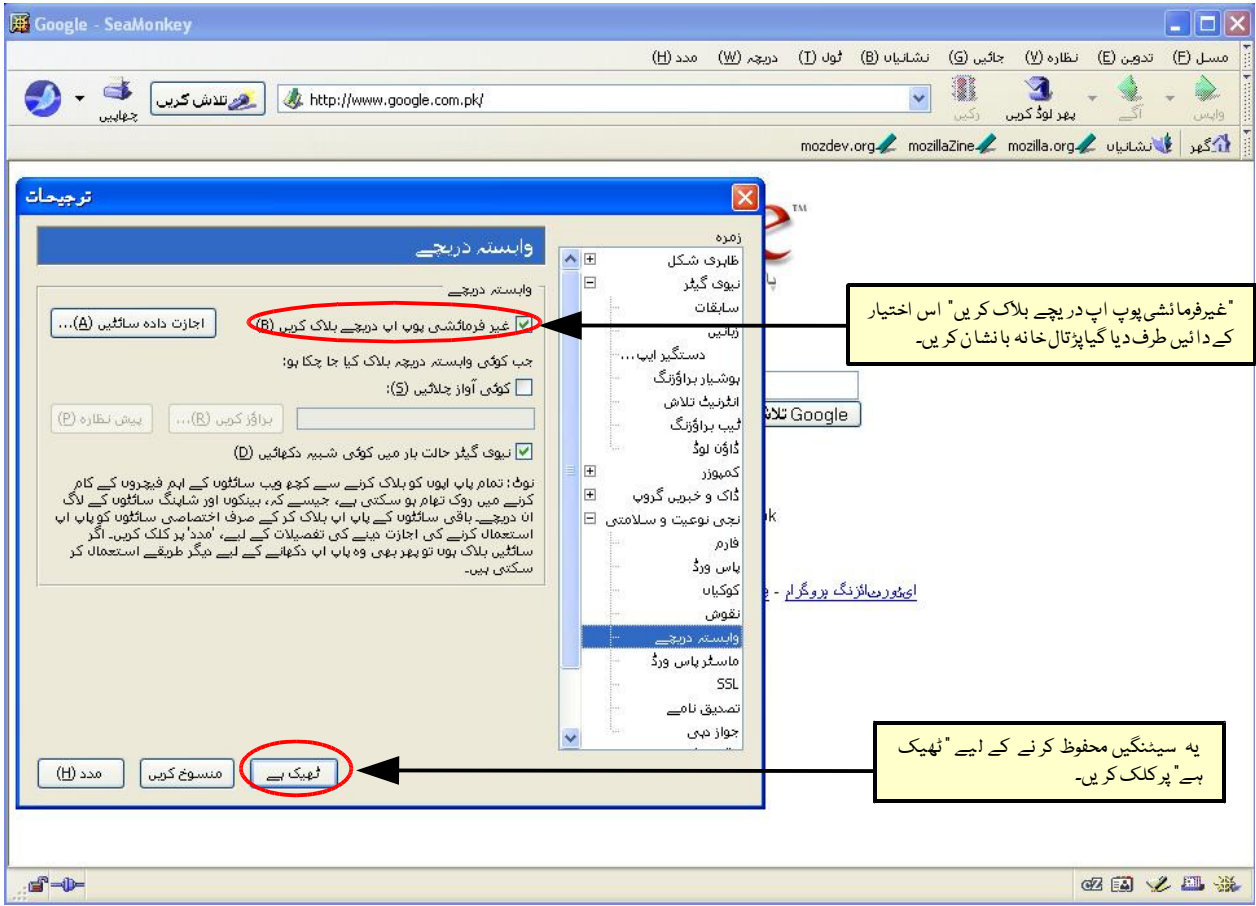 Google - SeaMonkey
مسل (F) تدوین (E) نظارہ (V) جائیں (G) نشانیاں (B) ٹول (T) دریچہ (W) مدد (H)
واپس آگے پھر لوڈ کریں رکیں http://www.google.com.pk/ تلاش کریں چھاپیں
گھر نشانیاں mozilla.org mozillaZine mozdev.org
ترجیحات
TM
زمرہ
ظاہری شکل
نیوی گیٹر
سابقات
زبانیں
دستگیر ایپ...
ہوشیار براؤزنگ
انٹرنیٹ تلاش
ٹیب براؤزنگ
ڈاؤن لوڈ
کمپوزر
ڈاک و خبریں گروپ
نجی نوعیت و سلامتی
فارم
پاس ورڈ
کوکیاں
نقوش
وابستہ دریچے
ماسٹر پاس ورڈ
SSL
تصدیق نامے
جواز دہی
وابستہ دریچے
وابستہ دریچے
غیر فرمائشی پوپ اپ دریچے بلاک کریں (B)
اجازت دادہ سائٹیں (A)...
جب کوئی وابستہ دریچہ بلاک کیا جا چکا ہو:
کوئی آواز چلائیں (S):
براؤز کریں (R)... پیش نظارہ (P)
نیوی گیٹر حالت بار میں کوئی شبیہ دکھائیں (D)
نوٹ: تمام پاپ اپوں کو بلاک کرنے سے کچھ ویب سائٹوں کے اہم فیچروں کے کام
کرنے میں روک تھام ہو سکتی ہے، جیسے کہ، بینکوں اور شاپنگ سائٹوں کے لاگ
ان دریچے۔ باقی سائٹوں کے پاپ اپ بلاک کر کے صرف اختصاصی سائٹوں کو پاپ اپ
استعمال کرنے کی اجازت دینے کی تفصیلات کے لیے، 'مدد' پر کلک کریں۔ اگر
سائٹیں بلاک ہوں تو پھر بھی وہ پاپ اپ دکھانے کے لیے دیگر طریقے استعمال کر
سکتی ہیں۔
ٹھیک ہے منسوخ کریں مدد (H)
"غیر فرمائشی پوپ اپ دریچے بلاک کریں" اس اختیار
کے دائیں طرف دیا گیا پڑتال خانہ با نشان کریں۔
Google تلاش
ایڈورٹائزنگ پروگرام -
یہ سیٹنگیں محفوظ کرنے کے لیے "ٹھیک
ہے" پر کلک کریں۔